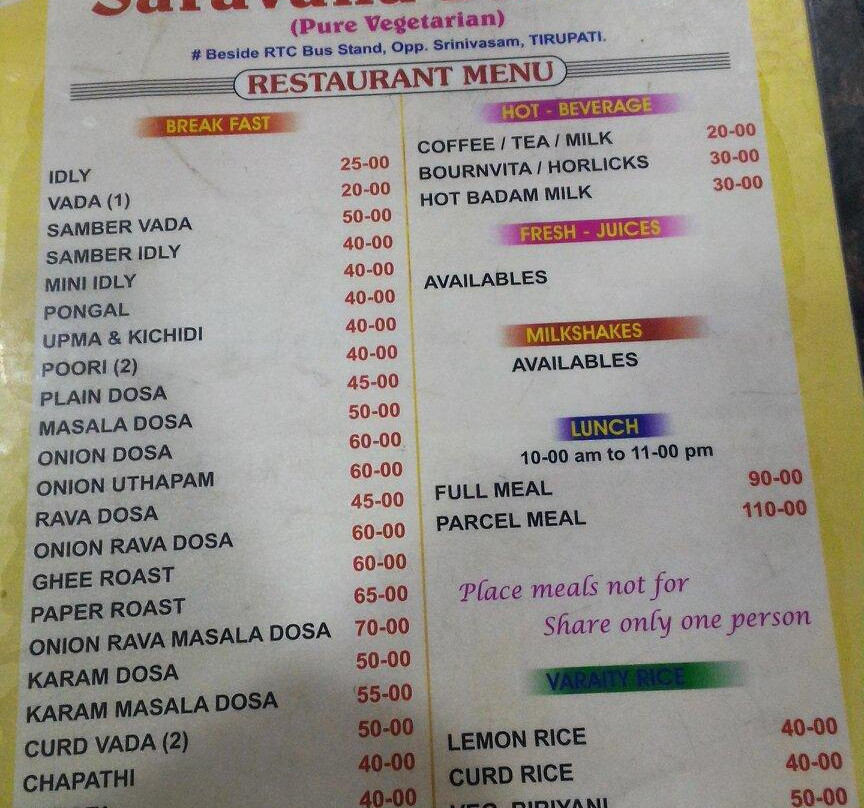 (Pure Vegetarian)
# Beside RTC Bus Stand, Opp. Srinivasam, TIRUPATI.
RESTAURANT MENU
BREAK FAST
IDLY 25-00
VADA (1) 20-00
SAMBER VADA 50-00
SAMBER IDLY 40-00
MINI IDLY 40-00
PONGAL 40-00
UPMA & KICHIDI 40-00
POORI (2) 40-00
PLAIN DOSA 45-00
MASALA DOSA 50-00
ONION DOSA 60-00
ONION UTHAPAM 60-00
RAVA DOSA 45-00
ONION RAVA DOSA 60-00
GHEE ROAST 60-00
PAPER ROAST 65-00
ONION RAVA MASALA DOSA 70-00
KARAM DOSA 50-00
KARAM MASALA DOSA 55-00
CURD VADA (2) 50-00
CHAPATHI 40-00
40-00
HOT - BEVERAGE
COFFEE / TEA / MILK 20-00
BOURNVITA / HORLICKS 30-00
HOT BADAM MILK 30-00
FRESH - JUICES
AVAILABLES
MILKSHAKES
AVAILABLES
LUNCH
10-00 am to 11-00 pm
FULL MEAL 90-00
PARCEL MEAL 110-00
Place meals not for
Share only one person
VARAITY RICE
LEMON RICE 40-00
CURD RICE 40-00
VEG. BIRIYANI 50-00